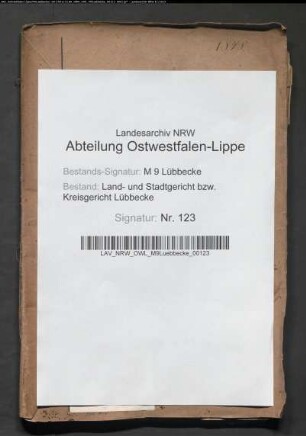 Landesarchiv NRW
Abteilung Ostwestfalen-Lippe
Bestands-Signatur: M 9 Lübbecke
Bestand: Land- und Stadtgericht bzw.
Kreisgericht Lübbecke
Signatur: Nr. 123
LAV_NRW_OWL_M9Luebbecke_00123